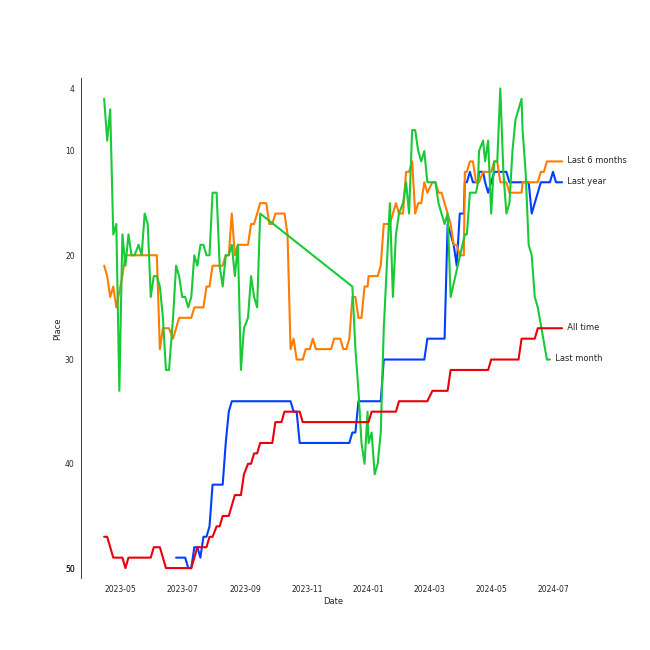 4
10
20
30
40
50
Place
2023-05
2023-07
2023-09
2023-11
2024-01
2024-03
2024-05
2024-07
Date
Last 6 months
Last year
All time
Last month